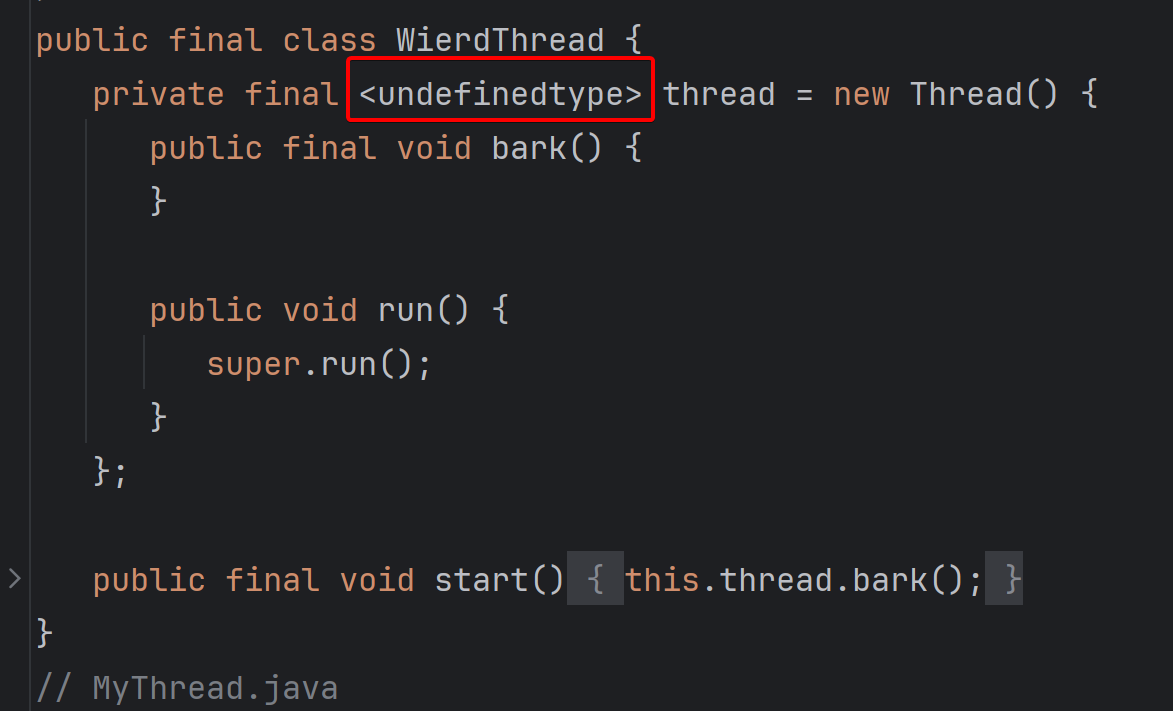 public final class WierdThread {
private final <undefinedtype> thread = new Thread() {
public final void bark() {
}
public void run() {
super.run();
}
};
public final void start() { this.thread.bark(); }
}
// MyThread.java